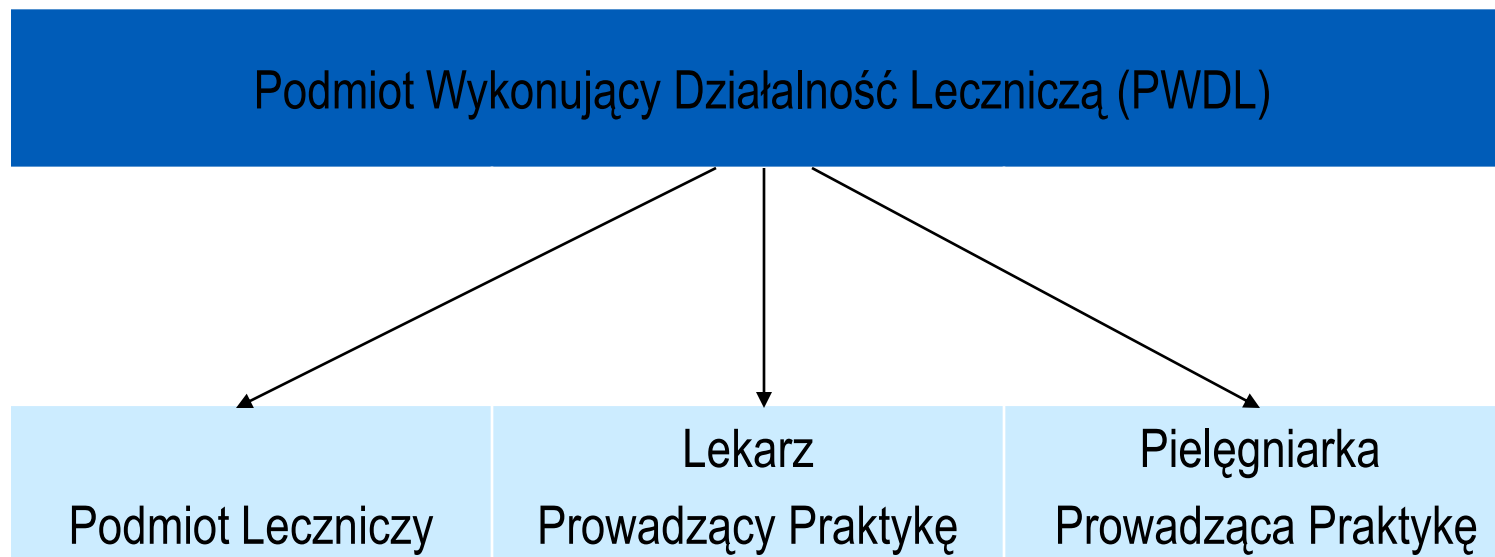 Podmiot Wykonujący Działalność Leczniczą (PWDL)
Podmiot Leczniczy
Lekarz
Prowadzący Praktykę
Pielęgniarka
Prowadząca Praktykę